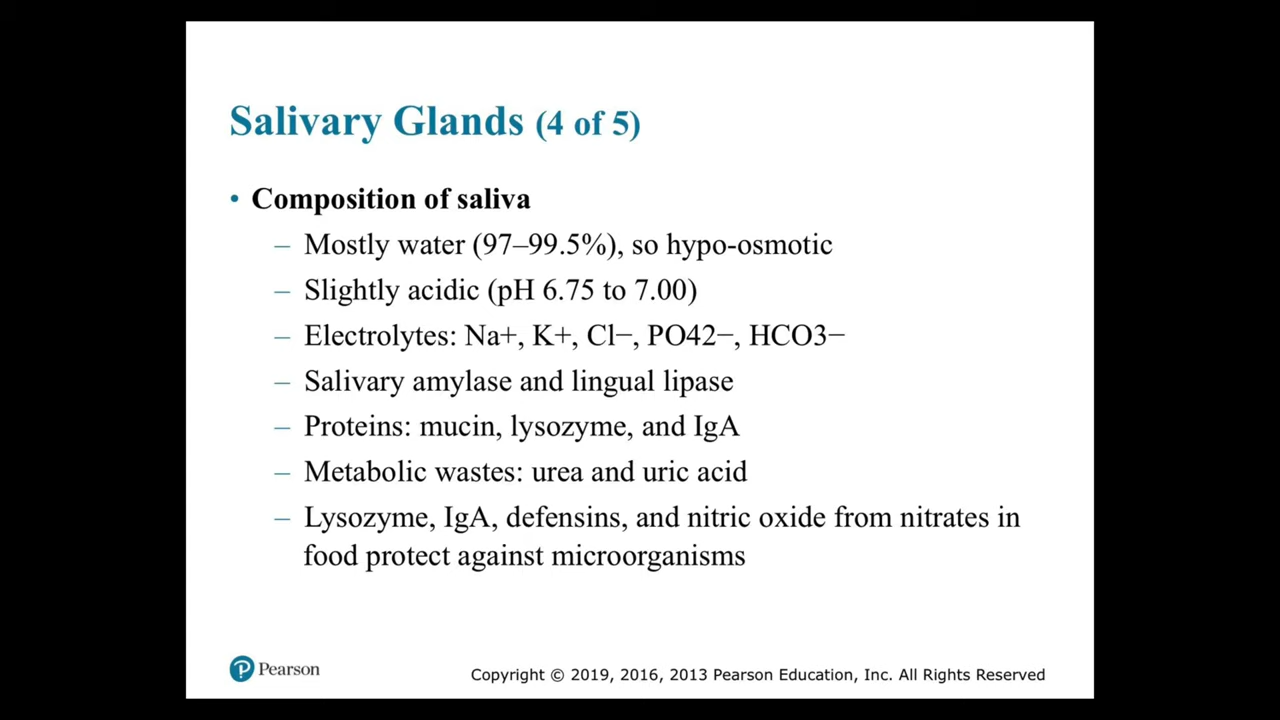 Salivary Glands (4 of 5)
• Composition of saliva
– Mostly water (97–99.5%), so hypo-osmotic
– Slightly acidic (pH 6.75 to 7.00)
– Electrolytes: Na+, K+, Cl−, PO42−, HCO3−
– Salivary amylase and lingual lipase
– Proteins: mucin, lysozyme, and IgA
– Metabolic wastes: urea and uric acid
– Lysozyme, IgA, defensins, and nitric oxide from nitrates in
food protect against microorganisms
P Pearson
Copyright © 2019, 2016, 2013 Pearson Education, Inc. All Rights Reserved